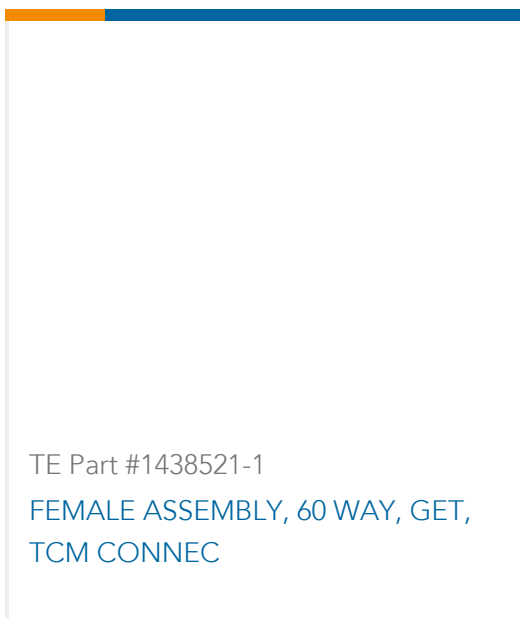 TE Part #1438521-1
FEMALE ASSEMBLY, 60 WAY, GET,
TCM CONNEC